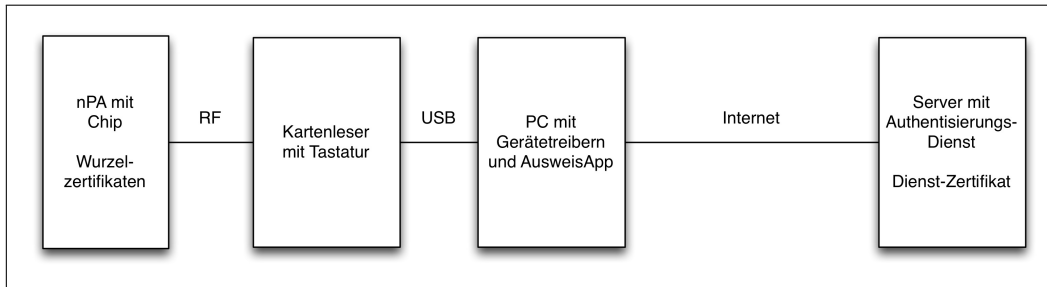 nPA mit
Chip
Wurzel-
zertifikaten
RF
Kartenleser
mit Tastatur
USB
PC mit
Gerätetreibern
und AusweisApp
Internet
Server mit
Authentisierungs-
Dienst
Dienst-Zertifikat